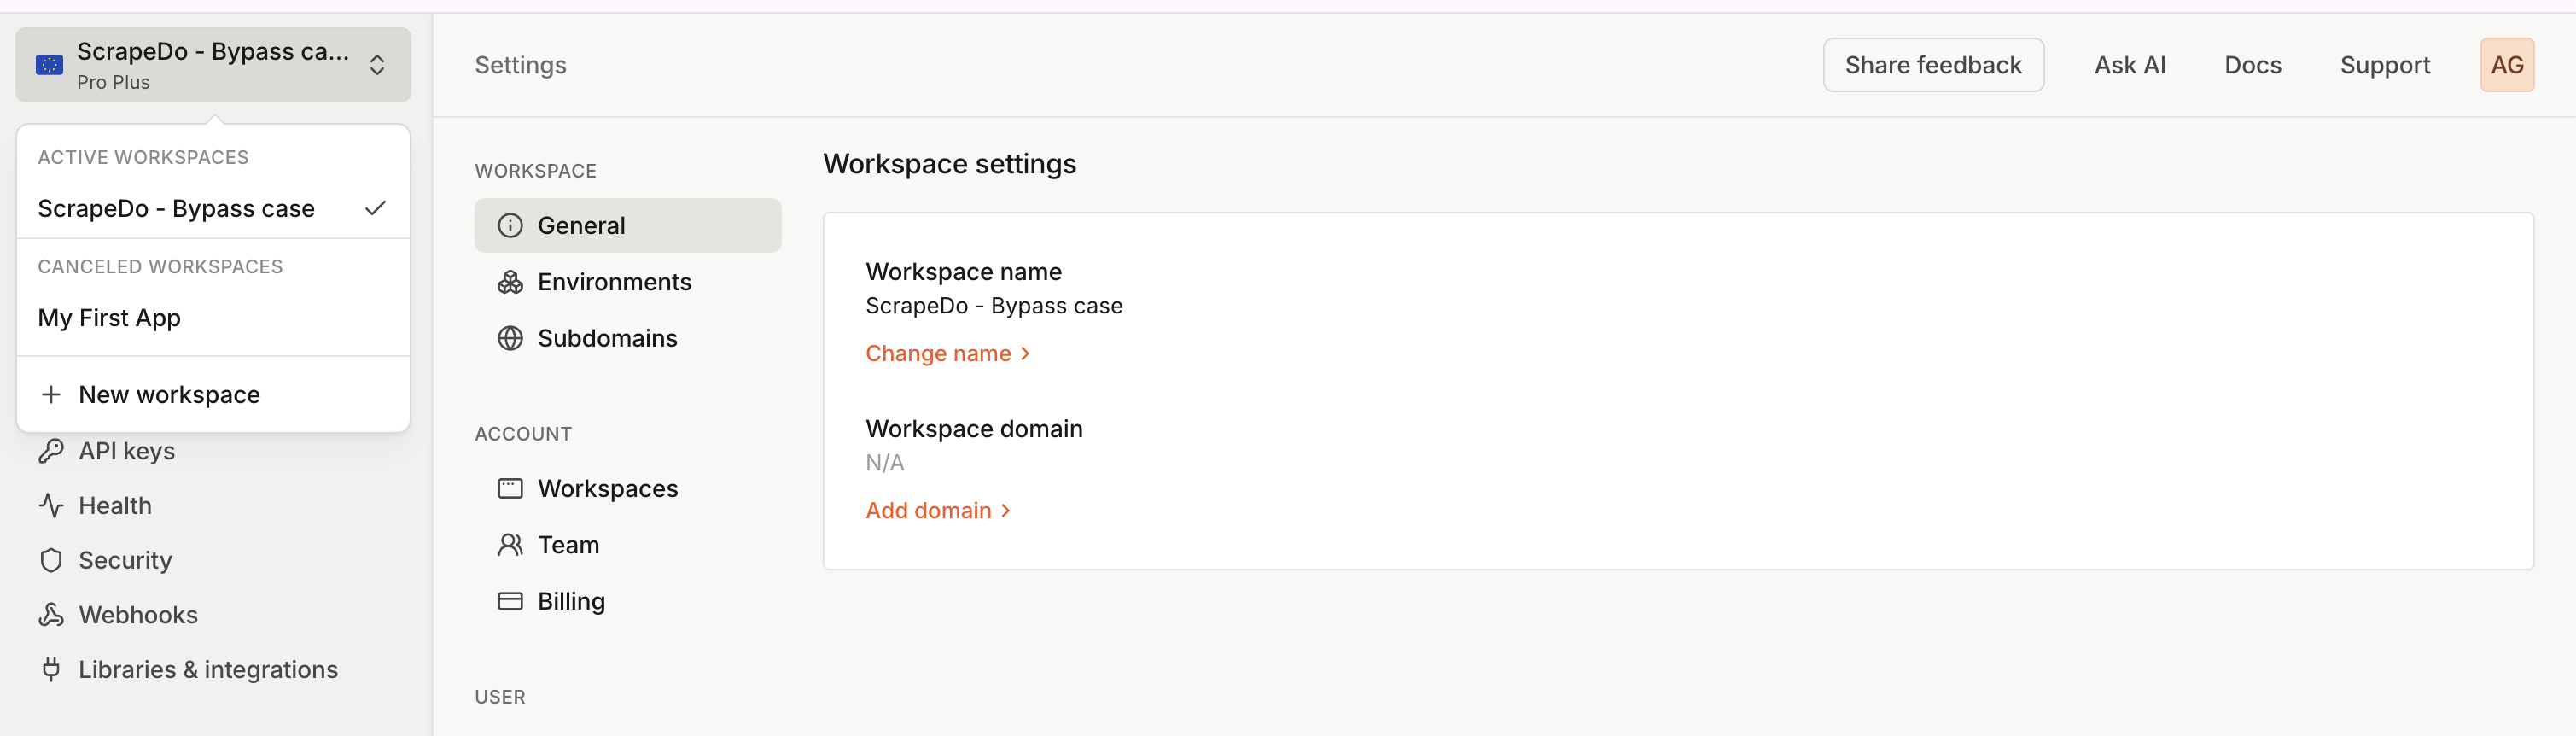 ScrapeDo - Bypass ca...
Pro Plus
ACTIVE WORKSPACES
ScrapeDo - Bypass case
CANCELED WORKSPACES
My First App
New workspace
API keys
Health
Security
Webhooks
Libraries & integrations
Settings
Share feedback
Ask AI
Docs
Support
AG
WORKSPACE
General
Environments
Subdomains
ACCOUNT
Workspaces
Team
Billing
USER
Workspace settings
Workspace name
ScrapeDo - Bypass case
Change name
Workspace domain
N/A
Add domain